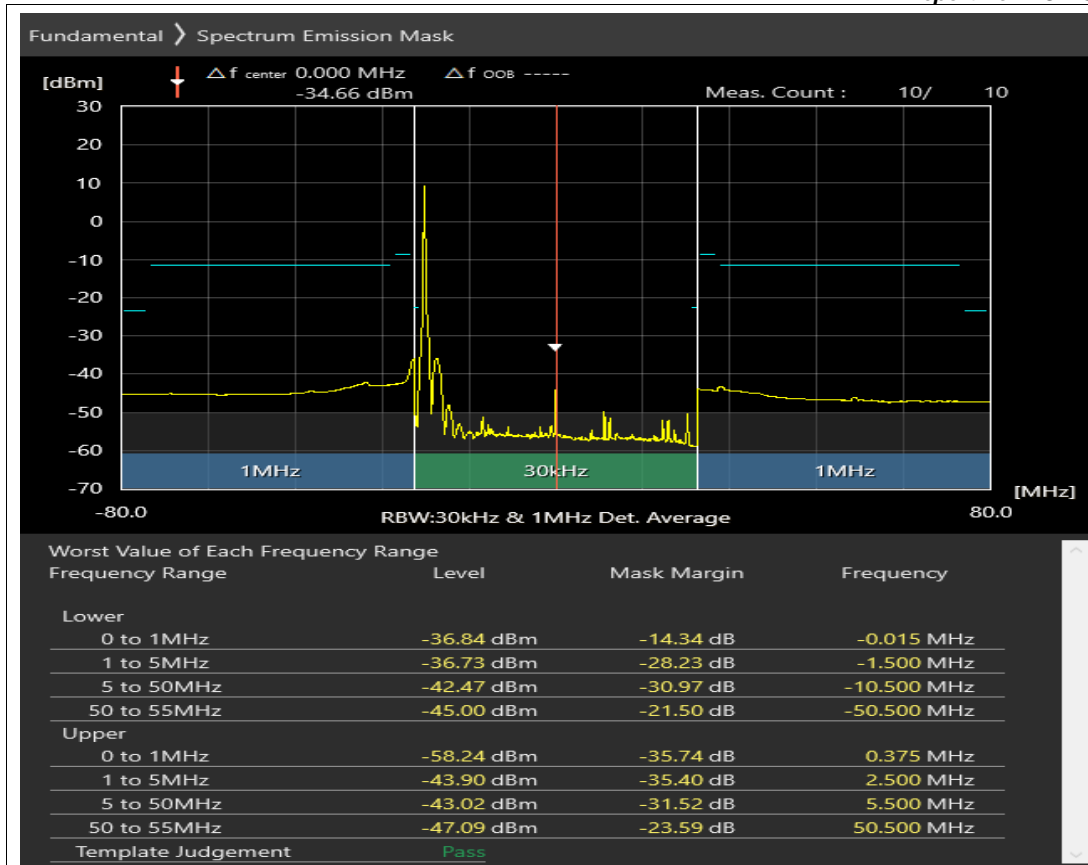 Fundamental ❯ Spectrum Emission Mask
[dBm]
△f center 0.000 MHz △f OOB -----
-34.66 dBm Meas. Count : 10/ 10
30
20
10
0
-10
-20
-30
-40
-50
-60
-70
1MHz 30kHz 1MHz
[MHz]
-80.0 RBW:30kHz & 1MHz Det. Average 80.0
Worst Value of Each Frequency Range
Frequency Range Level Mask Margin Frequency
Lower
0 to 1MHz -36.84 dBm -14.34 dB -0.015 MHz
1 to 5MHz -36.73 dBm -28.23 dB -1.500 MHz
5 to 50MHz -42.47 dBm -30.97 dB -10.500 MHz
50 to 55MHz -45.00 dBm -21.50 dB -50.500 MHz
Upper
0 to 1MHz -58.24 dBm -35.74 dB 0.375 MHz
1 to 5MHz -43.90 dBm -35.40 dB 2.500 MHz
5 to 50MHz -43.02 dBm -31.52 dB 5.500 MHz
50 to 55MHz -47.09 dBm -23.59 dB 50.500 MHz
Template Judgement Pass